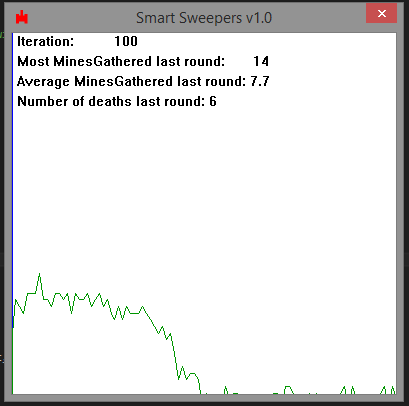 Smart Sweepers v1.0
Iteration: 100
Most MinesGathered last round: 14
Average MinesGathered last round: 7.7
Number of deaths last round: 6